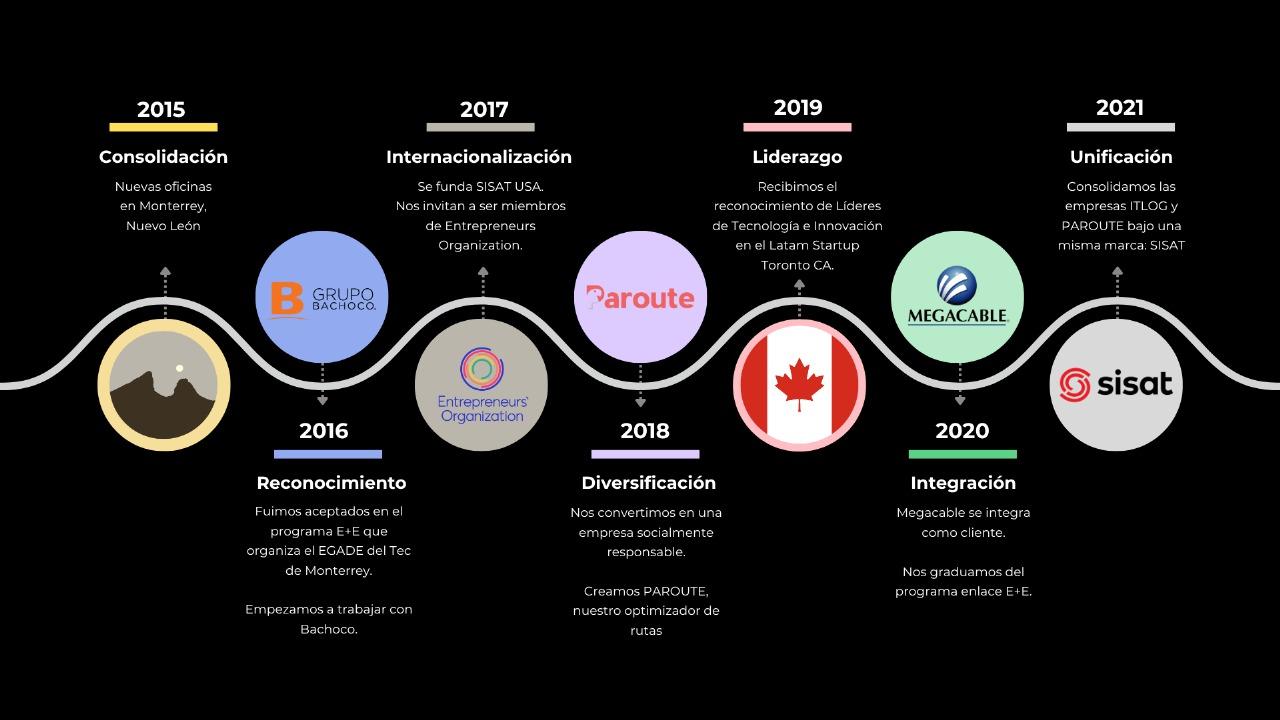 2015
Consolidación
Nuevas oficinas
en Monterrey,
Nuevo León
2016
Reconocimiento
Fuimos aceptados en el
programa E+E que
organiza el EGADE del Tec
de Monterrey.
Empezamos a trabajar con
Bachoco.
B GRUPO
BACHOCO.
2017
Internacionalización
Se funda SISAT USA.
Nos invitan a ser miembros
de Entrepreneurs
Organization.
Entrepreneurs'
Organization
2018
Diversificación
Nos convertimos en una
empresa socialmente
responsable.
Creamos PAROUTE,
nuestro optimizador de
rutas
Paroute
2019
Liderazgo
Recibimos el
reconocimiento de Líderes
de Tecnología e Innovación
en el Latam Startup
Toronto CA.
2020
Integración
Megacable se integra
como cliente.
Nos graduamos del
programa enlace E+E.
MEGACABLE
2021
Unificación
Consolidamos las
empresas ITLOG y
PAROUTE bajo una
misma marca: SISAT
sisat